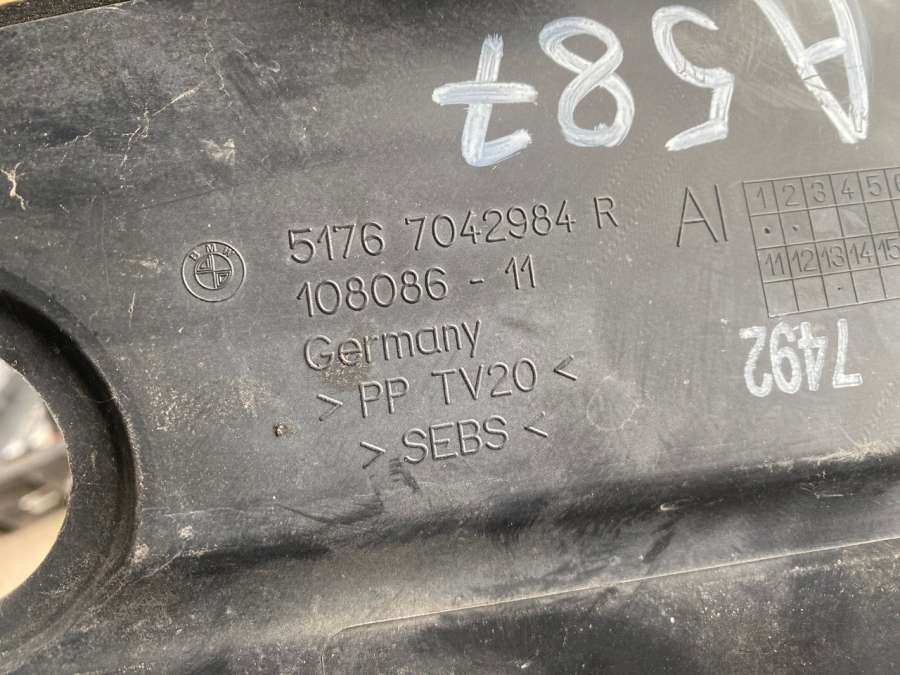 A587
BMW
5176 7042984 R
108086 - 11
Germany
> PP TV20 <
> SEBS <
AI
1 2 3 4 5
11 12 13 14 15
7492